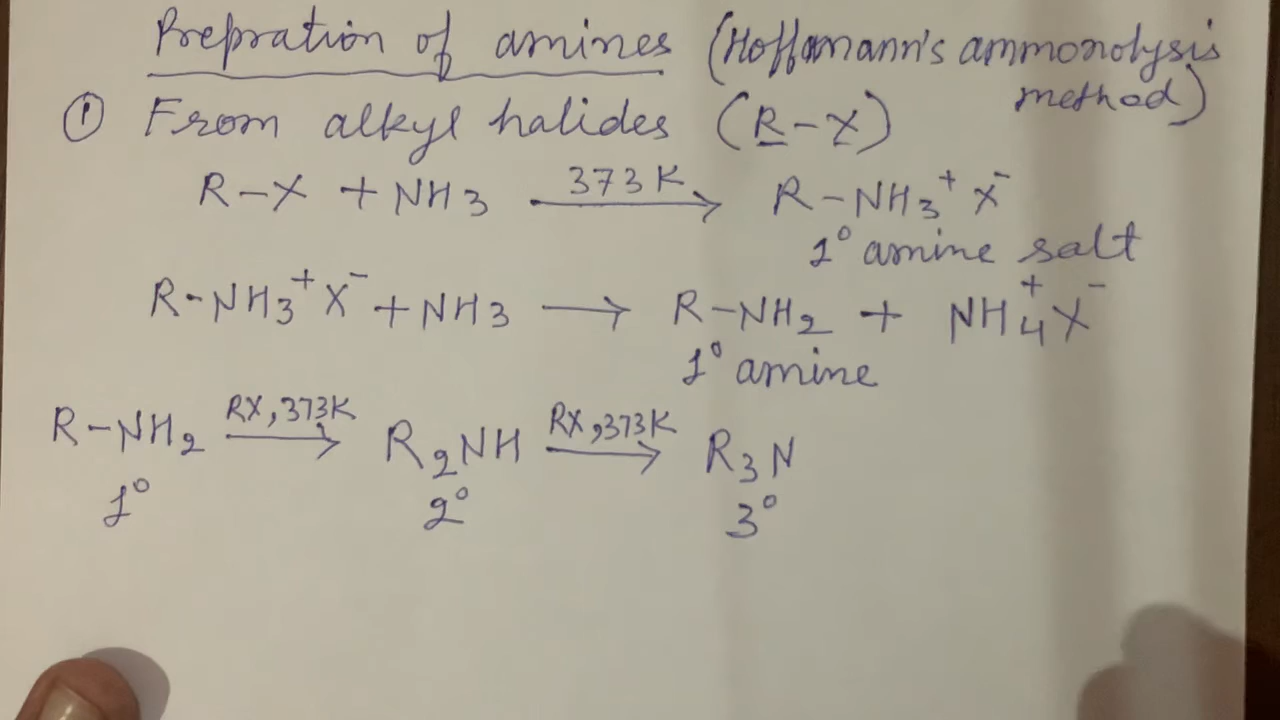 Prepration of amines (Hoffmann's ammonolysis method)
① From alkyl halides (R-X)
R-X + NH3 373K → R-NH3⁺ X⁻
1° amine salt
R-NH3⁺X⁻ + NH3 → R-NH2 + NH4⁺X⁻
1° amine
R-NH2 RX,373K → R2NH RX,373K → R3N
1° 2° 3°